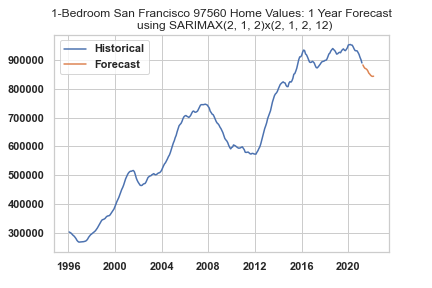 1-Bedroom San Francisco 97560 Home Values: 1 Year Forecast
using SARIMAX(2, 1, 2)x(2, 1, 2, 12)
Historical
Forecast
900000
800000
700000
600000
500000
400000
300000
1996 2000 2004 2008 2012 2016 2020